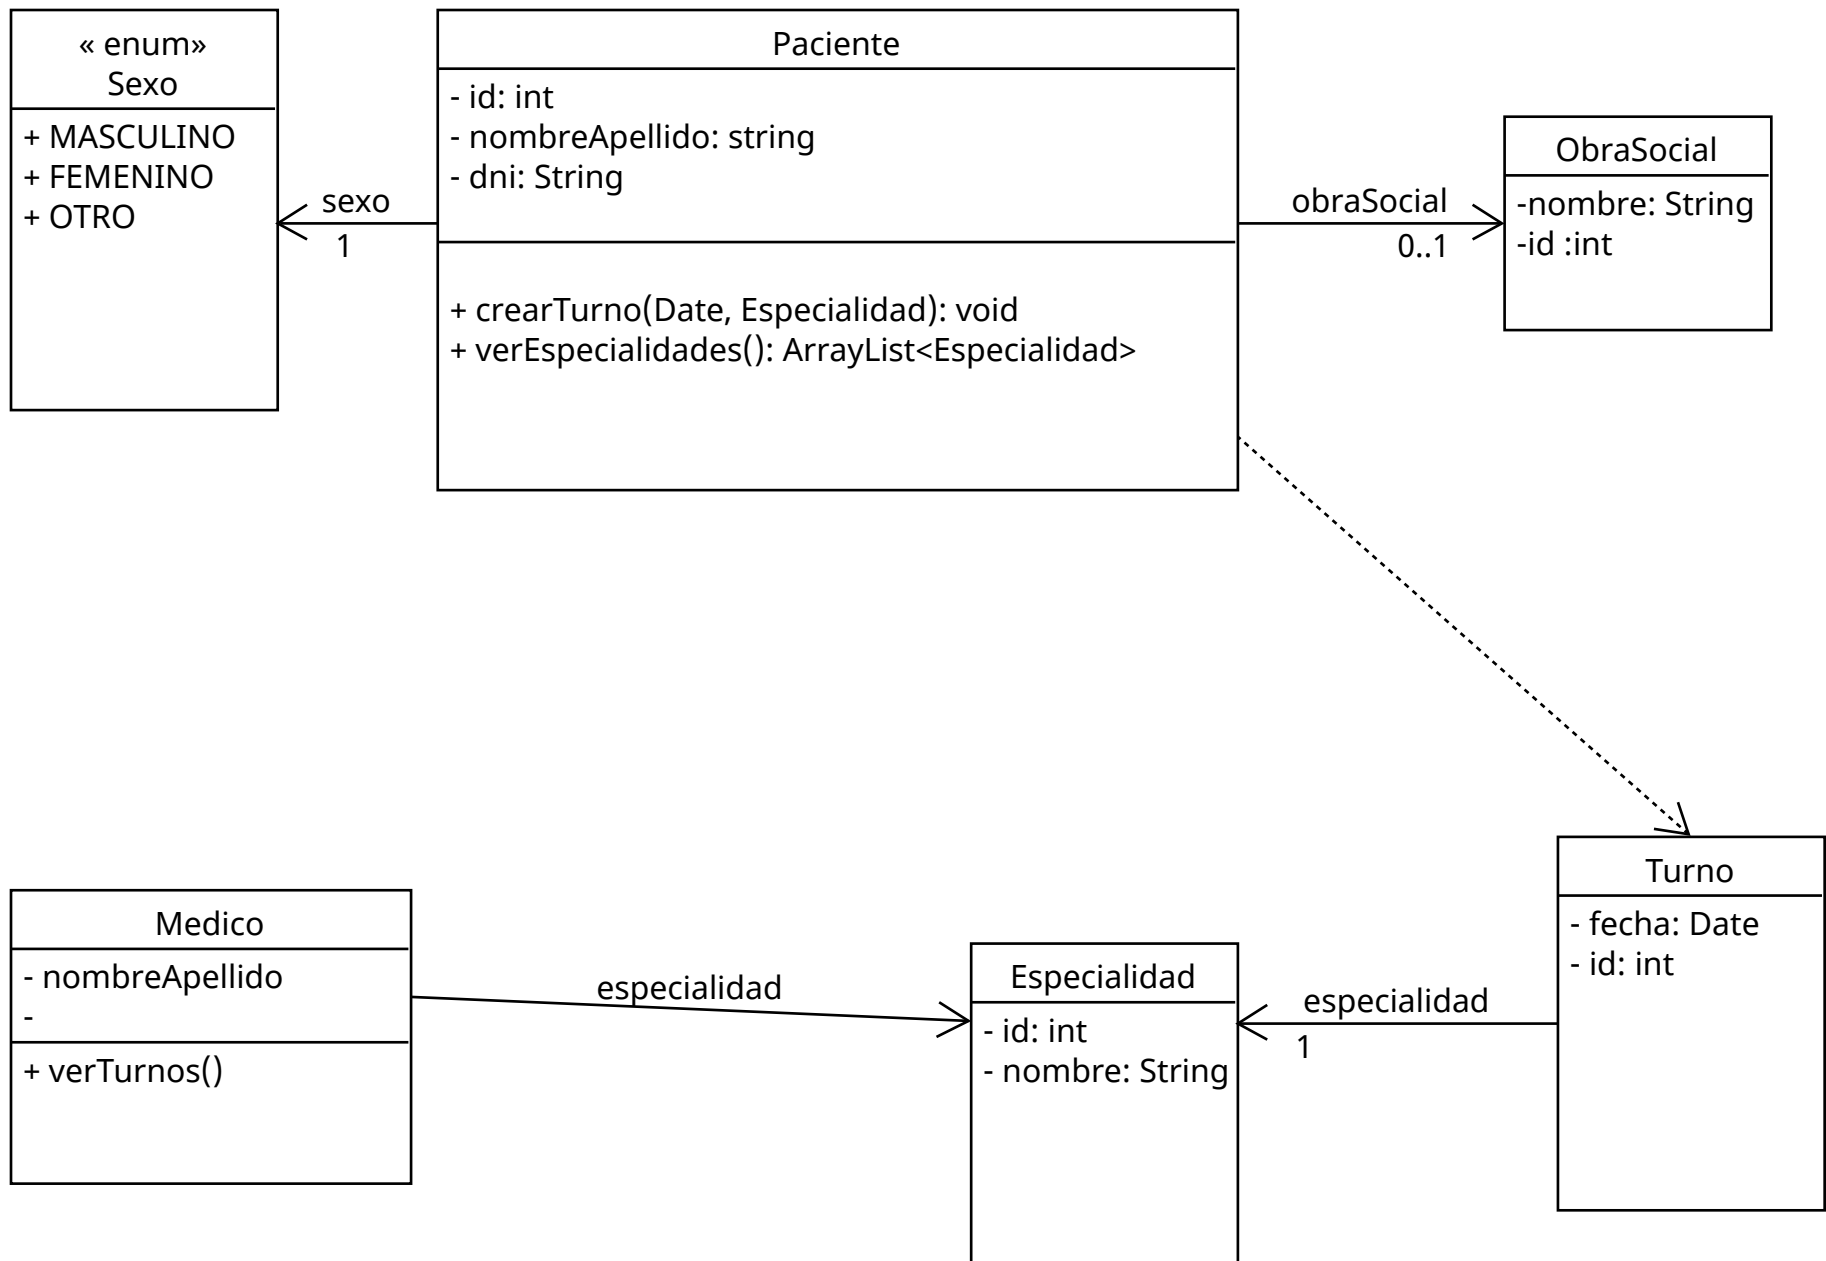 « enum»
Sexo
+ MASCULINO
+ FEMENINO
+ OTRO
sexo
1
Paciente
- id: int
- nombreApellido: string
- dni: String
+ crearTurno(Date, Especialidad): void
+ verEspecialidades(): ArrayList<Especialidad>
obraSocial
0..1
ObraSocial
-nombre: String
-id :int
Medico
- nombreApellido
-
+ verTurnos()
especialidad
Especialidad
- id: int
- nombre: String
especialidad
1
Turno
- fecha: Date
- id: int